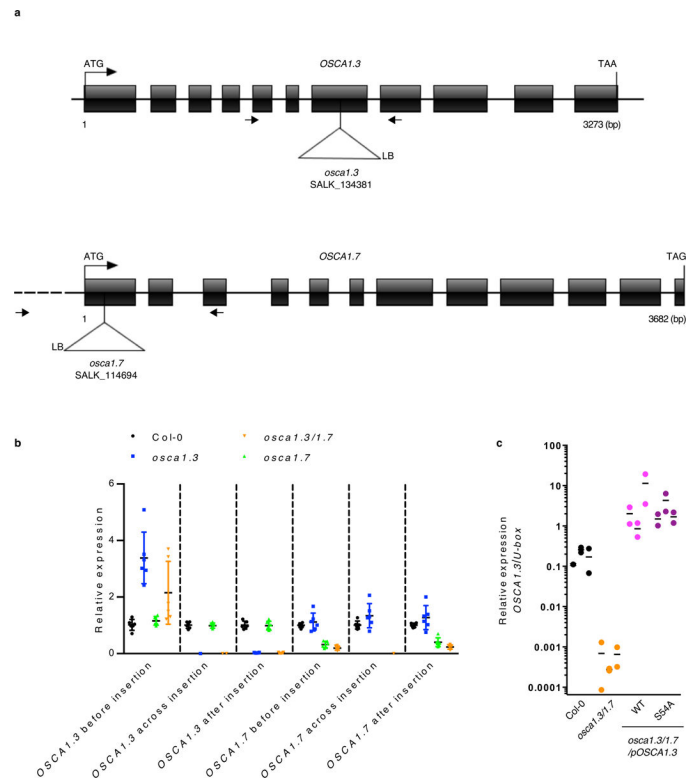 a
OSCA1.3
ATG
TAA
1
3273 (bp)
LB
osca1.3
SALK_134381
OSCA1.7
ATG
TAG
1
3682 (bp)
LB
osca1.7
SALK_114694
b
Col-0
osca1.3/1.7
osca1.3
osca1.7
Relative expression
6
4
2
0
OSCA1.3 before insertion
OSCA1.3 across insertion
OSCA1.3 after insertion
OSCA1.7 before insertion
OSCA1.7 across insertion
OSCA1.7 after insertion
c
Relative expression
OSCA1.3/U-box
100
10
1
0.1
0.01
0.001
0.0001
Col-0
osca1.3/1.7
WT
S54A
osca1.3/1.7
/pOSCA1.3